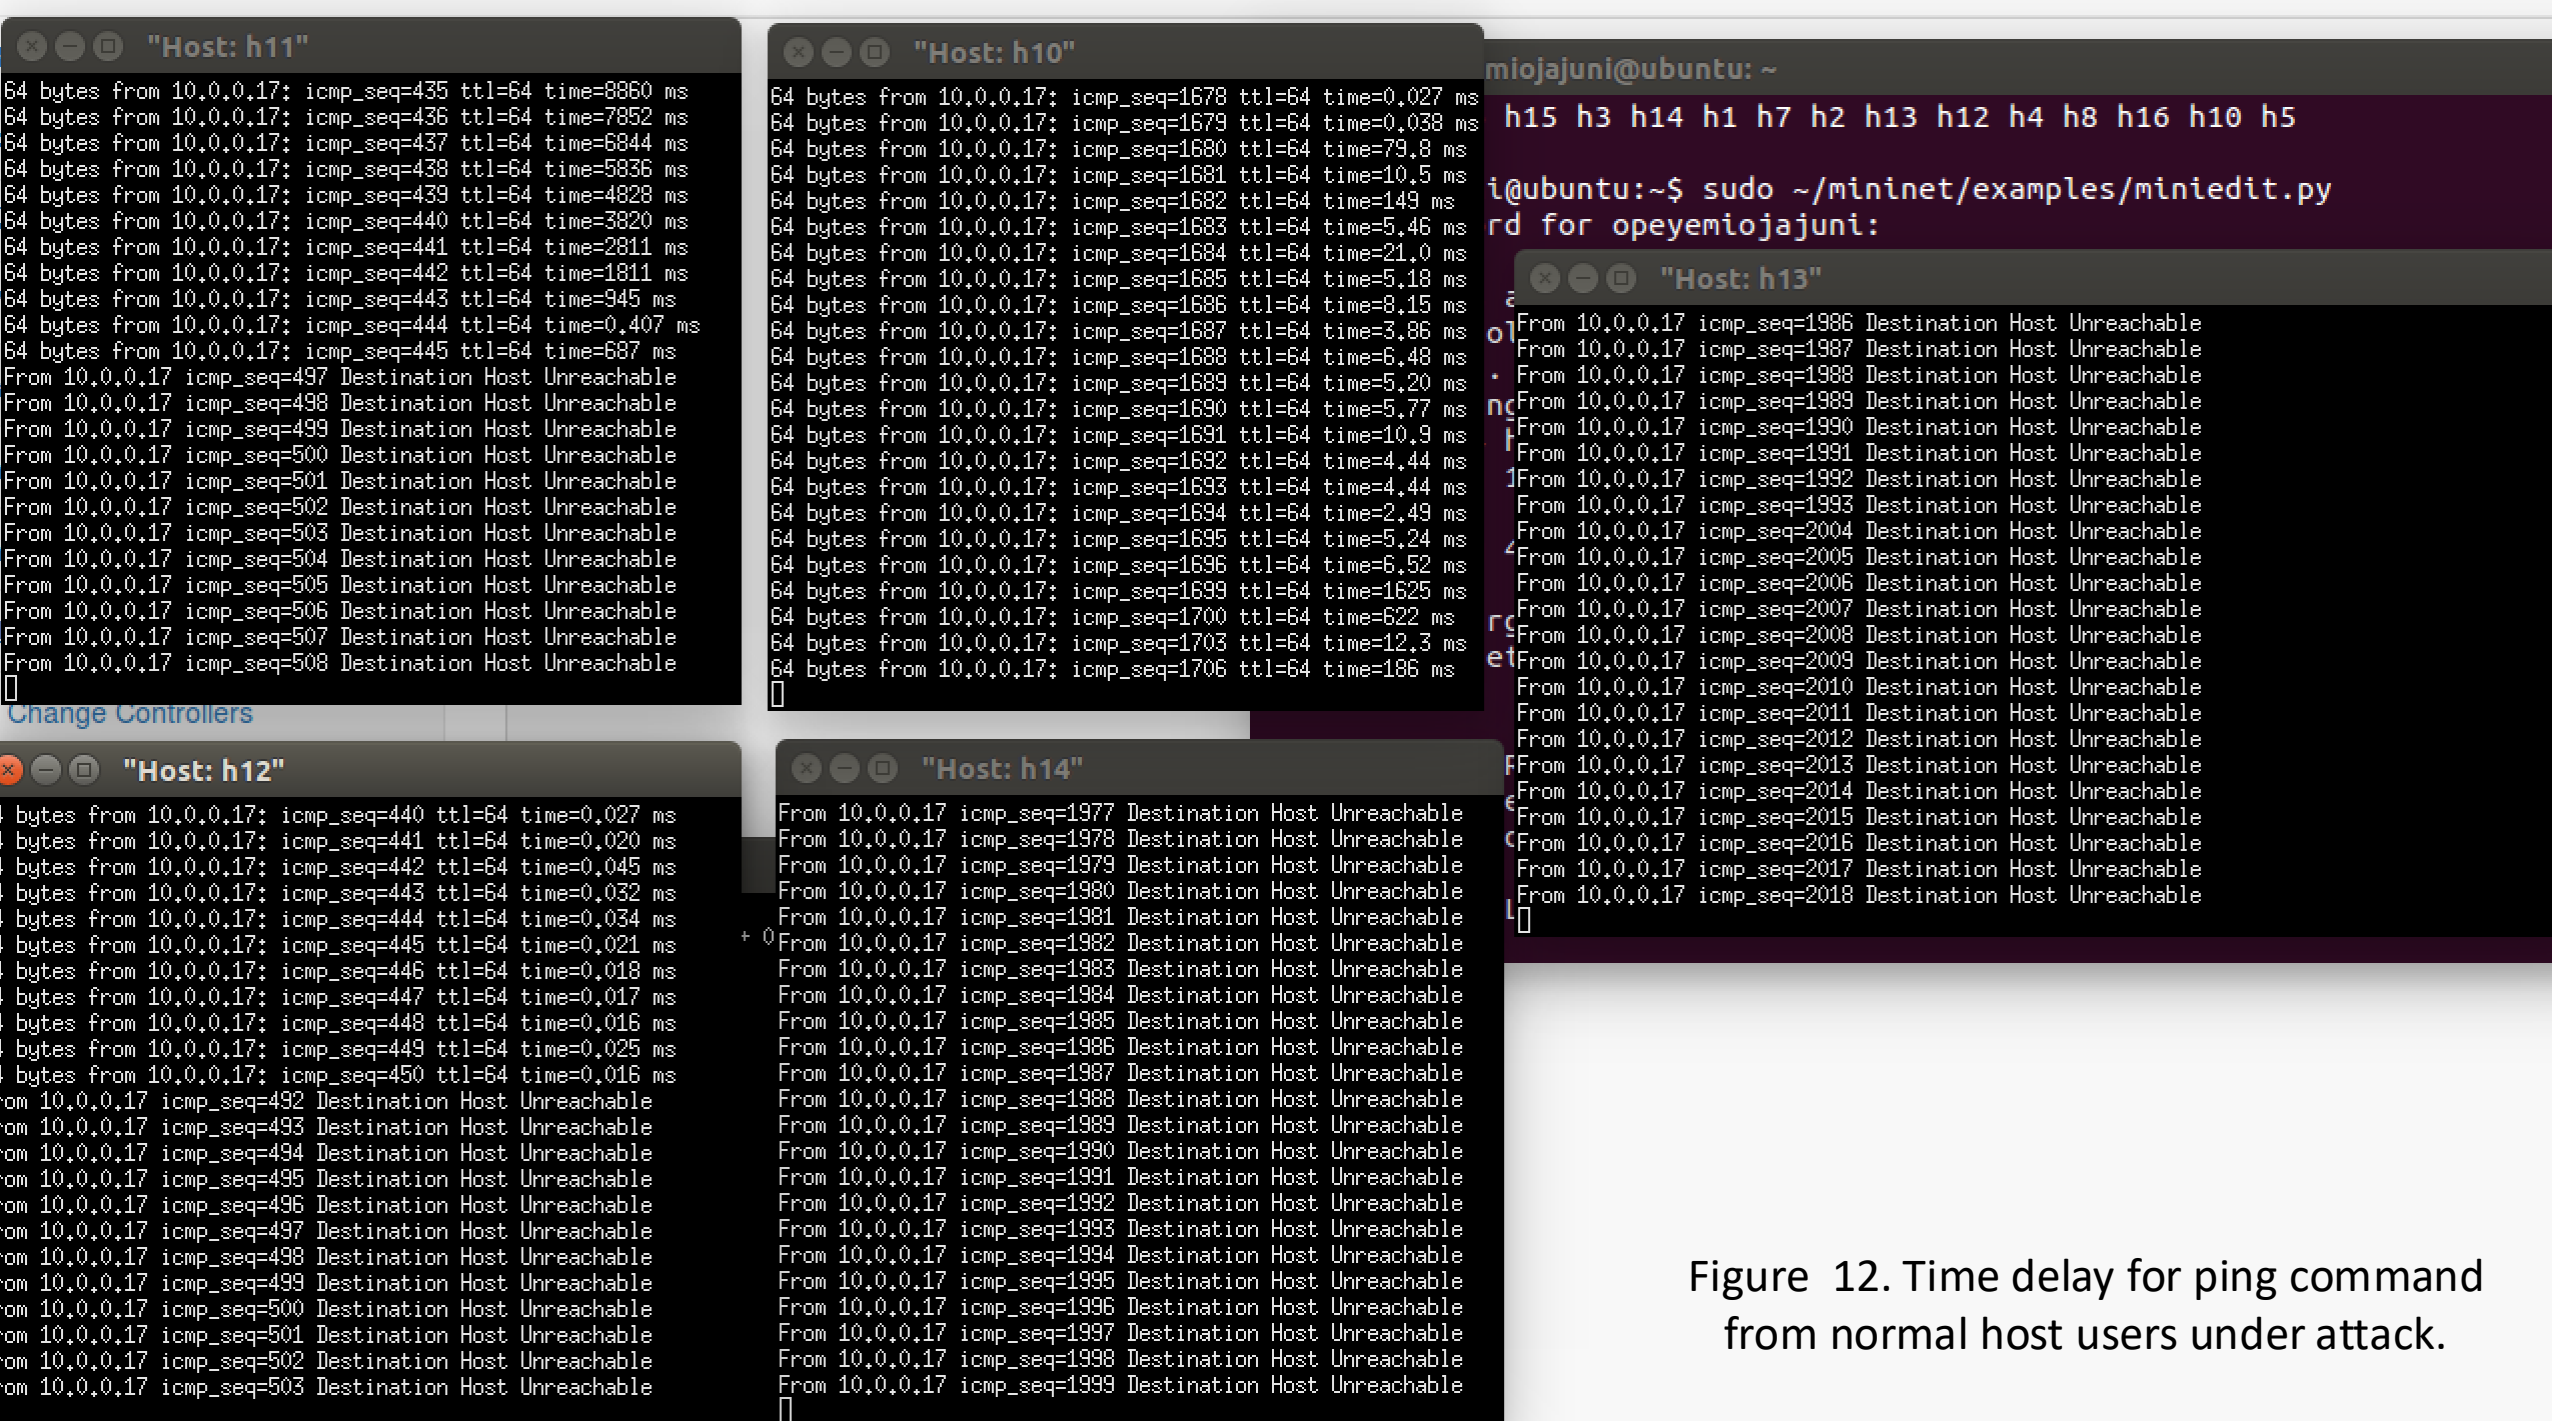 "Host: h11"
64 bytes from 10.0.0.17: icmp_seq=435 ttl=64 time=8860 ms
64 bytes from 10.0.0.17: icmp_seq=436 ttl=64 time=7852 ms
64 bytes from 10.0.0.17: icmp_seq=437 ttl=64 time=6844 ms
64 bytes from 10.0.0.17: icmp_seq=438 ttl=64 time=5836 ms
64 bytes from 10.0.0.17: icmp_seq=439 ttl=64 time=4828 ms
64 bytes from 10.0.0.17: icmp_seq=440 ttl=64 time=3820 ms
64 bytes from 10.0.0.17: icmp_seq=441 ttl=64 time=2811 ms
64 bytes from 10.0.0.17: icmp_seq=442 ttl=64 time=1811 ms
64 bytes from 10.0.0.17: icmp_seq=443 ttl=64 time=945 ms
64 bytes from 10.0.0.17: icmp_seq=444 ttl=64 time=0.407 ms
64 bytes from 10.0.0.17: icmp_seq=445 ttl=64 time=687 ms
From 10.0.0.17 icmp_seq=497 Destination Host Unreachable
From 10.0.0.17 icmp_seq=498 Destination Host Unreachable
From 10.0.0.17 icmp_seq=499 Destination Host Unreachable
From 10.0.0.17 icmp_seq=500 Destination Host Unreachable
From 10.0.0.17 icmp_seq=501 Destination Host Unreachable
From 10.0.0.17 icmp_seq=502 Destination Host Unreachable
From 10.0.0.17 icmp_seq=503 Destination Host Unreachable
From 10.0.0.17 icmp_seq=504 Destination Host Unreachable
From 10.0.0.17 icmp_seq=505 Destination Host Unreachable
From 10.0.0.17 icmp_seq=506 Destination Host Unreachable
From 10.0.0.17 icmp_seq=507 Destination Host Unreachable
From 10.0.0.17 icmp_seq=508 Destination Host Unreachable
Change Controllers
"Host: h10"
64 bytes from 10.0.0.17: icmp_seq=1678 ttl=64 time=0.027 ms
64 bytes from 10.0.0.17: icmp_seq=1679 ttl=64 time=0.038 ms
64 bytes from 10.0.0.17: icmp_seq=1680 ttl=64 time=79.8 ms
64 bytes from 10.0.0.17: icmp_seq=1681 ttl=64 time=10.5 ms
64 bytes from 10.0.0.17: icmp_seq=1682 ttl=64 time=149 ms
64 bytes from 10.0.0.17: icmp_seq=1683 ttl=64 time=5.46 ms
64 bytes from 10.0.0.17: icmp_seq=1684 ttl=64 time=21.0 ms
64 bytes from 10.0.0.17: icmp_seq=1685 ttl=64 time=5.18 ms
64 bytes from 10.0.0.17: icmp_seq=1686 ttl=64 time=8.15 ms
64 bytes from 10.0.0.17: icmp_seq=1687 ttl=64 time=3.86 ms
64 bytes from 10.0.0.17: icmp_seq=1688 ttl=64 time=6.48 ms
64 bytes from 10.0.0.17: icmp_seq=1689 ttl=64 time=5.20 ms
64 bytes from 10.0.0.17: icmp_seq=1690 ttl=64 time=5.77 ms
64 bytes from 10.0.0.17: icmp_seq=1691 ttl=64 time=10.9 ms
64 bytes from 10.0.0.17: icmp_seq=1692 ttl=64 time=4.44 ms
64 bytes from 10.0.0.17: icmp_seq=1693 ttl=64 time=4.44 ms
64 bytes from 10.0.0.17: icmp_seq=1694 ttl=64 time=2.49 ms
64 bytes from 10.0.0.17: icmp_seq=1695 ttl=64 time=5.24 ms
64 bytes from 10.0.0.17: icmp_seq=1696 ttl=64 time=6.52 ms
64 bytes from 10.0.0.17: icmp_seq=1699 ttl=64 time=1625 ms
64 bytes from 10.0.0.17: icmp_seq=1700 ttl=64 time=622 ms
64 bytes from 10.0.0.17: icmp_seq=1703 ttl=64 time=12.3 ms
64 bytes from 10.0.0.17: icmp_seq=1706 ttl=64 time=186 ms
miojajuni@ubuntu: ~
h15 h3 h14 h1 h7 h2 h13 h12 h4 h8 h16 h10 h5
i@ubuntu:~$ sudo ~/mininet/examples/miniedit.py
rd for opeyemiojajuni:
"Host: h13"
From 10.0.0.17 icmp_seq=1986 Destination Host Unreachable
From 10.0.0.17 icmp_seq=1987 Destination Host Unreachable
From 10.0.0.17 icmp_seq=1988 Destination Host Unreachable
From 10.0.0.17 icmp_seq=1989 Destination Host Unreachable
From 10.0.0.17 icmp_seq=1990 Destination Host Unreachable
From 10.0.0.17 icmp_seq=1991 Destination Host Unreachable
From 10.0.0.17 icmp_seq=1992 Destination Host Unreachable
From 10.0.0.17 icmp_seq=1993 Destination Host Unreachable
From 10.0.0.17 icmp_seq=2004 Destination Host Unreachable
From 10.0.0.17 icmp_seq=2005 Destination Host Unreachable
From 10.0.0.17 icmp_seq=2006 Destination Host Unreachable
From 10.0.0.17 icmp_seq=2007 Destination Host Unreachable
From 10.0.0.17 icmp_seq=2008 Destination Host Unreachable
From 10.0.0.17 icmp_seq=2009 Destination Host Unreachable
From 10.0.0.17 icmp_seq=2010 Destination Host Unreachable
From 10.0.0.17 icmp_seq=2011 Destination Host Unreachable
From 10.0.0.17 icmp_seq=2012 Destination Host Unreachable
From 10.0.0.17 icmp_seq=2013 Destination Host Unreachable
From 10.0.0.17 icmp_seq=2014 Destination Host Unreachable
From 10.0.0.17 icmp_seq=2015 Destination Host Unreachable
From 10.0.0.17 icmp_seq=2016 Destination Host Unreachable
From 10.0.0.17 icmp_seq=2017 Destination Host Unreachable
From 10.0.0.17 icmp_seq=2018 Destination Host Unreachable
"Host: h12"
bytes from 10.0.0.17: icmp_seq=440 ttl=64 time=0.027 ms
bytes from 10.0.0.17: icmp_seq=441 ttl=64 time=0.020 ms
bytes from 10.0.0.17: icmp_seq=442 ttl=64 time=0.045 ms
bytes from 10.0.0.17: icmp_seq=443 ttl=64 time=0.032 ms
bytes from 10.0.0.17: icmp_seq=444 ttl=64 time=0.034 ms
bytes from 10.0.0.17: icmp_seq=445 ttl=64 time=0.021 ms
bytes from 10.0.0.17: icmp_seq=446 ttl=64 time=0.018 ms
bytes from 10.0.0.17: icmp_seq=447 ttl=64 time=0.017 ms
bytes from 10.0.0.17: icmp_seq=448 ttl=64 time=0.016 ms
bytes from 10.0.0.17: icmp_seq=449 ttl=64 time=0.025 ms
bytes from 10.0.0.17: icmp_seq=450 ttl=64 time=0.016 ms
om 10.0.0.17 icmp_seq=492 Destination Host Unreachable
om 10.0.0.17 icmp_seq=493 Destination Host Unreachable
om 10.0.0.17 icmp_seq=494 Destination Host Unreachable
om 10.0.0.17 icmp_seq=495 Destination Host Unreachable
om 10.0.0.17 icmp_seq=496 Destination Host Unreachable
om 10.0.0.17 icmp_seq=497 Destination Host Unreachable
om 10.0.0.17 icmp_seq=498 Destination Host Unreachable
om 10.0.0.17 icmp_seq=499 Destination Host Unreachable
om 10.0.0.17 icmp_seq=500 Destination Host Unreachable
om 10.0.0.17 icmp_seq=501 Destination Host Unreachable
om 10.0.0.17 icmp_seq=502 Destination Host Unreachable
om 10.0.0.17 icmp_seq=503 Destination Host Unreachable
"Host: h14"
From 10.0.0.17 icmp_seq=1977 Destination Host Unreachable
From 10.0.0.17 icmp_seq=1978 Destination Host Unreachable
From 10.0.0.17 icmp_seq=1979 Destination Host Unreachable
From 10.0.0.17 icmp_seq=1980 Destination Host Unreachable
From 10.0.0.17 icmp_seq=1981 Destination Host Unreachable
From 10.0.0.17 icmp_seq=1982 Destination Host Unreachable
From 10.0.0.17 icmp_seq=1983 Destination Host Unreachable
From 10.0.0.17 icmp_seq=1984 Destination Host Unreachable
From 10.0.0.17 icmp_seq=1985 Destination Host Unreachable
From 10.0.0.17 icmp_seq=1986 Destination Host Unreachable
From 10.0.0.17 icmp_seq=1987 Destination Host Unreachable
From 10.0.0.17 icmp_seq=1988 Destination Host Unreachable
From 10.0.0.17 icmp_seq=1989 Destination Host Unreachable
From 10.0.0.17 icmp_seq=1990 Destination Host Unreachable
From 10.0.0.17 icmp_seq=1991 Destination Host Unreachable
From 10.0.0.17 icmp_seq=1992 Destination Host Unreachable
From 10.0.0.17 icmp_seq=1993 Destination Host Unreachable
From 10.0.0.17 icmp_seq=1994 Destination Host Unreachable
From 10.0.0.17 icmp_seq=1995 Destination Host Unreachable
From 10.0.0.17 icmp_seq=1996 Destination Host Unreachable
From 10.0.0.17 icmp_seq=1997 Destination Host Unreachable
From 10.0.0.17 icmp_seq=1998 Destination Host Unreachable
From 10.0.0.17 icmp_seq=1999 Destination Host Unreachable
Figure 12. Time delay for ping command
from normal host users under attack.